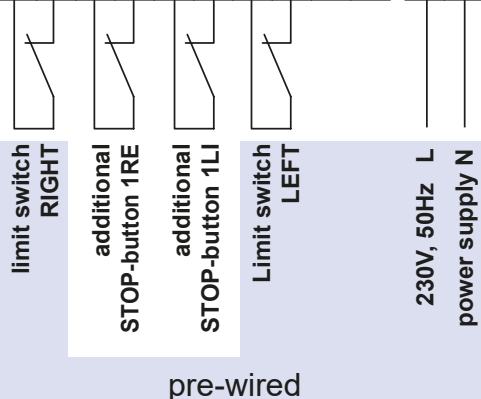 limit switch
RIGHT
additional
STOP-button 1RE
additional
STOP-button 1LI
Limit switch
LEFT
230V, 50Hz L
power supply N
pre-wired